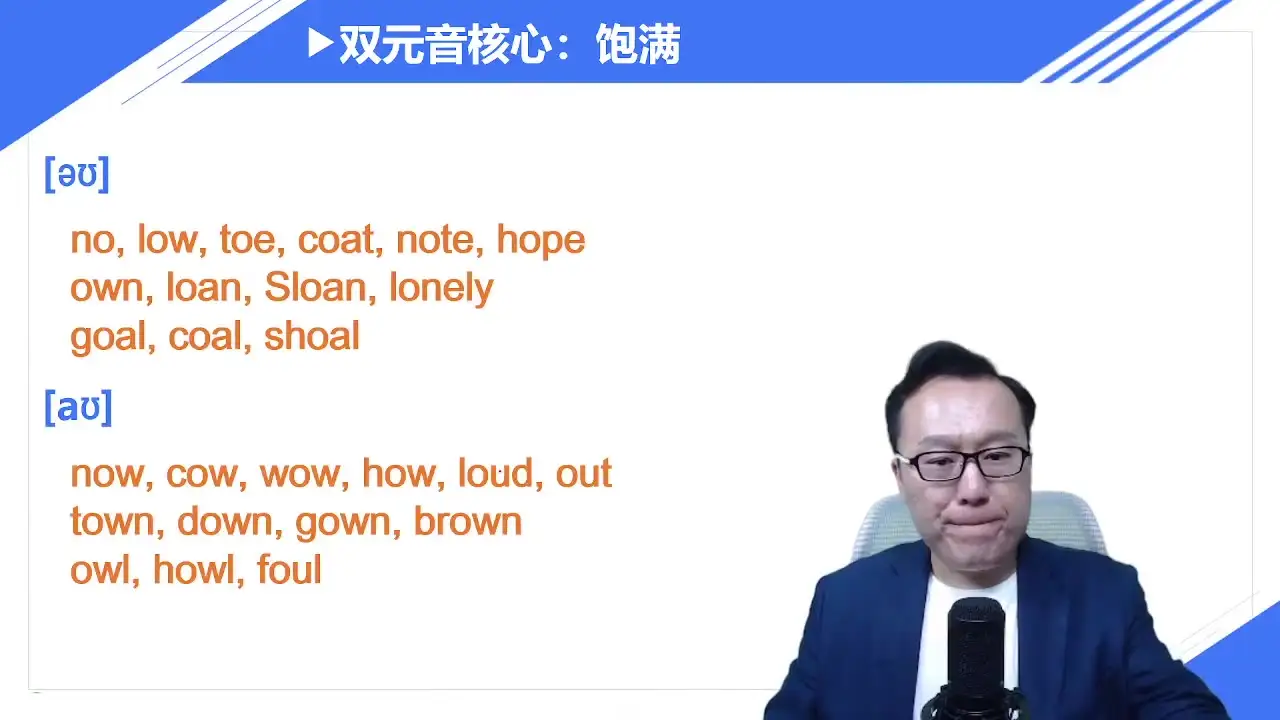 ▶双元音核心：饱满
[əʊ]
no, low, toe, coat, note, hope
own, loan, Sloan, lonely
goal, coal, shoal
[aʊ]
now, cow, wow, how, loud, out
town, down, gown, brown
owl, howl, foul